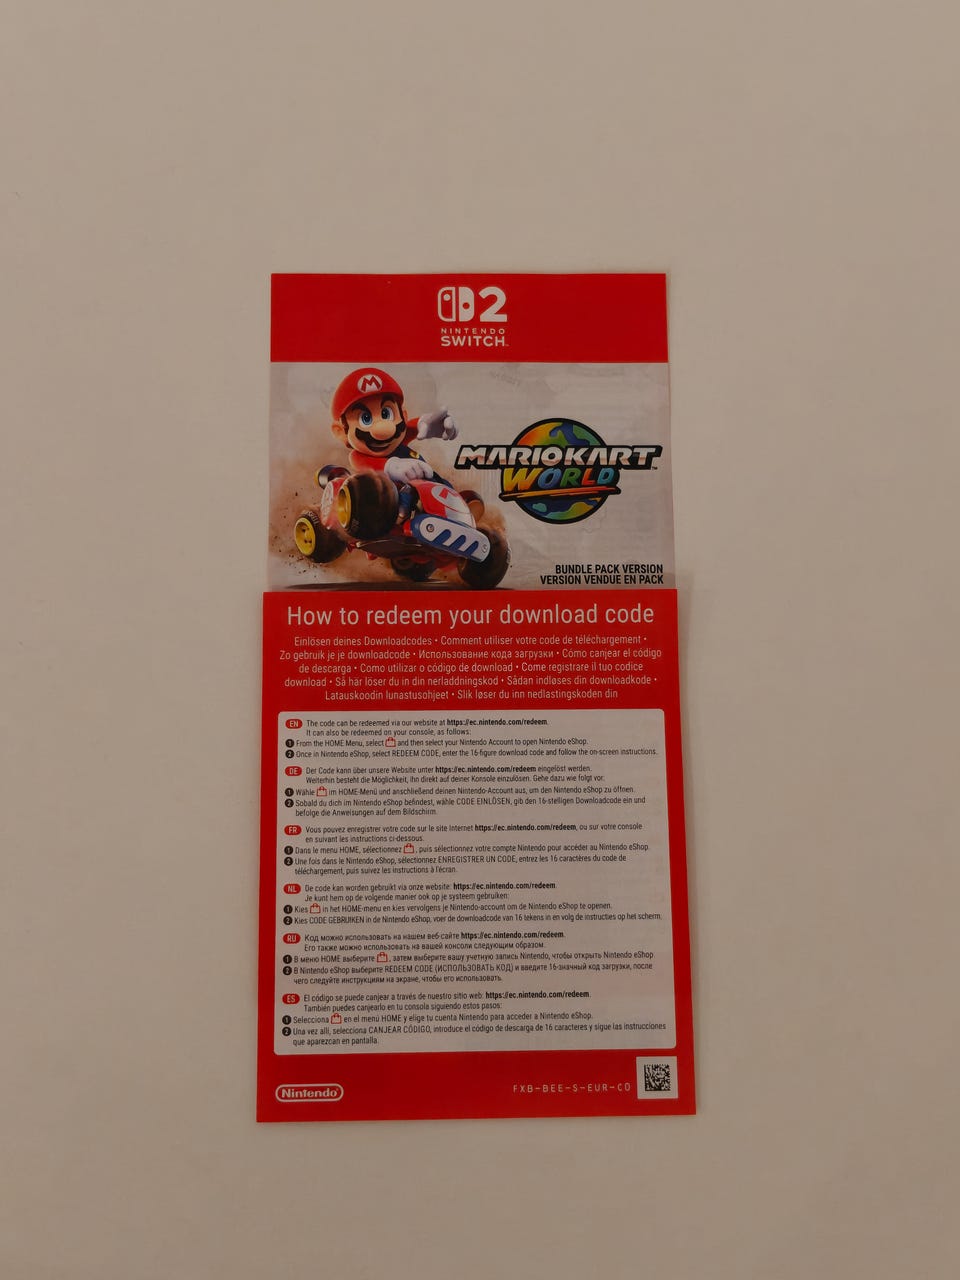 2
NINTENDO
SWITCH™
M
MARIOKART™
WORLD
BUNDLE PACK VERSION
VERSION VENDUE EN PACK
How to redeem your download code
Einlösen deines Downloadcodes • Comment utiliser votre code de téléchargement •
Zo gebruik je je downloadcode • Использование кода загрузки • Cómo canjear el código
de descarga • Como utilizar o código de download • Come registrare il tuo codice
download • Så här löser du in din nerladdningskod • Sådan indløses din downloadkode •
Latauskoodin lunastusohjeet • Slik løser du inn nedlastingskoden din
EN The code can be redeemed via our website at https://ec.nintendo.com/redeem.
It can also be redeemed on your console, as follows:
1 From the HOME Menu, select and then select your Nintendo Account to open Nintendo eShop.
2 Once in Nintendo eShop, select REDEEM CODE, enter the 16-figure download code and follow the on-screen instructions.
DE Der Code kann über unsere Website unter https://ec.nintendo.com/redeem eingelöst werden.
Weiterhin besteht die Möglichkeit, ihn direkt auf deiner Konsole einzulösen. Gehe dazu wie folgt vor:
1 Wähle im HOME-Menü und anschließend deinen Nintendo-Account aus, um den Nintendo eShop zu öffnen.
2 Sobald du dich im Nintendo eShop befindest, wähle CODE EINLÖSEN, gib den 16-stelligen Downloadcode ein und
befolge die Anweisungen auf dem Bildschirm.
FR Vous pouvez enregistrer votre code sur le site Internet https://ec.nintendo.com/redeem, ou sur votre console
en suivant les instructions ci-dessous.
1 Dans le menu HOME, sélectionnez , puis sélectionnez votre compte Nintendo pour accéder au Nintendo eShop.
2 Une fois dans le Nintendo eShop, sélectionnez ENREGISTRER UN CODE, entrez les 16 caractères du code de
téléchargement, puis suivez les instructions à l'écran.
NL De code kan worden gebruikt via onze website: https://ec.nintendo.com/redeem.
Je kunt hem op de volgende manier ook op je systeem gebruiken:
1 Kies in het HOME-menu en kies vervolgens je Nintendo-account om de Nintendo eShop te openen.
2 Kies CODE GEBRUIKEN in de Nintendo eShop, voer de downloadcode van 16 tekens in en volg de instructies op het scherm.
RU Код можно использовать на нашем веб-сайте https://ec.nintendo.com/redeem.
Его также можно использовать на вашей консоли следующим образом.
1 В меню HOME выберите , затем выберите вашу учетную запись Nintendo, чтобы открыть Nintendo eShop
2 В Nintendo eShop выберите REDEEM CODE (ИСПОЛЬЗОВАТЬ КОД) и введите 16-значный код загрузки, после
чего следуйте инструкциям на экране, чтобы его использовать.
ES El código se puede canjear a través de nuestro sitio web: https://ec.nintendo.com/redeem.
También puedes canjearlo en tu consola siguiendo estos pasos:
1 Selecciona en el menú HOME y elige tu cuenta Nintendo para acceder a Nintendo eShop.
2 Una vez allí, selecciona CANJEAR CÓDIGO, introduce el código de descarga de 16 caracteres y sigue las instrucciones
que aparezcan en pantalla.
Nintendo
FXB-BEE-S-EUR-C0